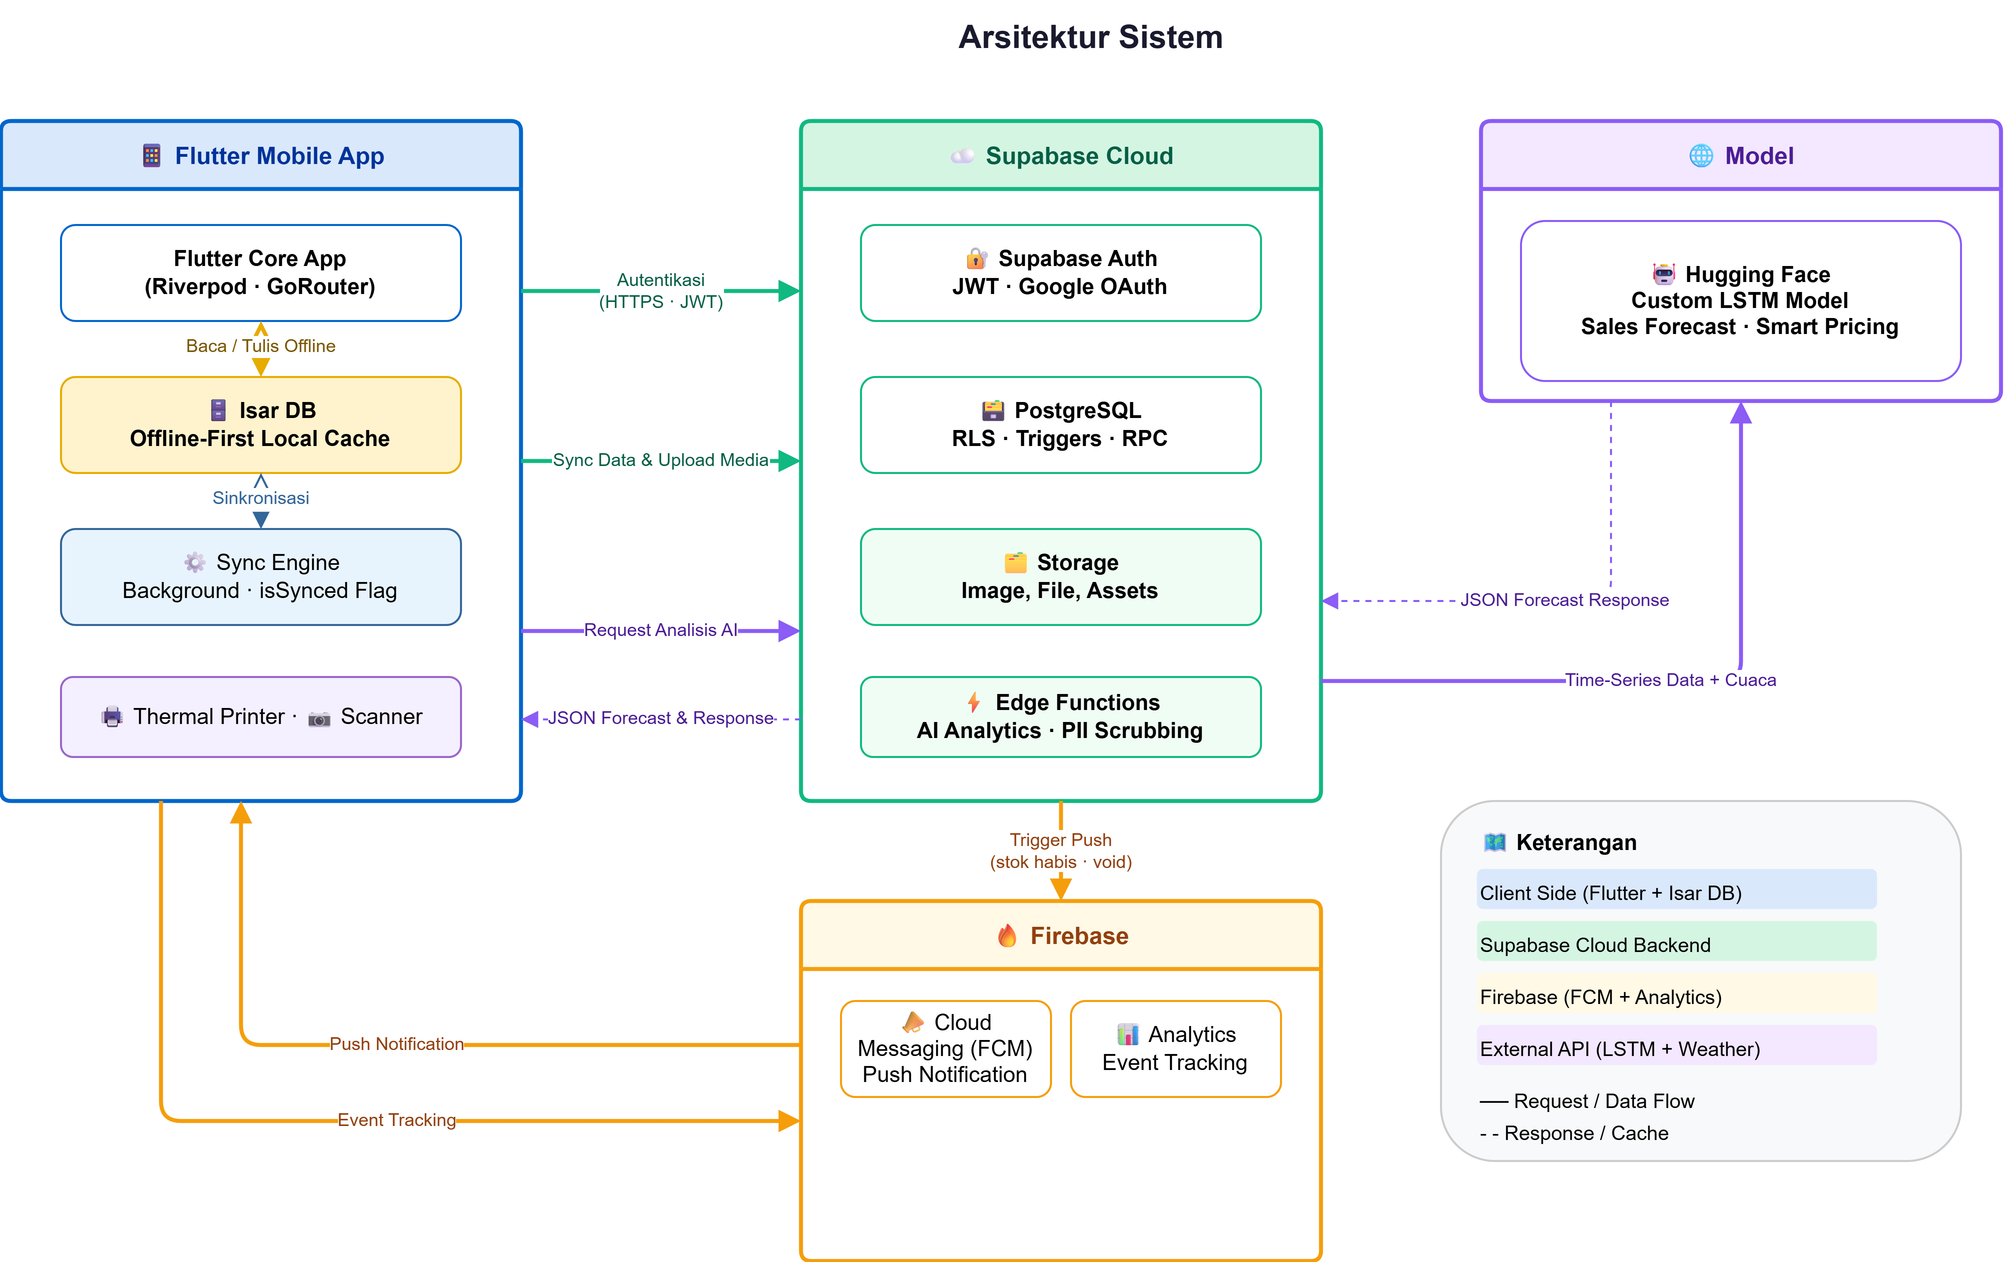 Arsitektur Sistem
Flutter Mobile App
Flutter Core App
(Riverpod · GoRouter)
Baca / Tulis Offline
Isar DB
Offline-First Local Cache
Sinkronisasi
Sync Engine
Background · isSynced Flag
Thermal Printer · Scanner
Autentikasi
(HTTPS · JWT)
Sync Data & Upload Media
Request Analisis AI
JSON Forecast & Response
Supabase Cloud
Supabase Auth
JWT · Google OAuth
PostgreSQL
RLS · Triggers · RPC
Storage
Image, File, Assets
Edge Functions
AI Analytics · PII Scrubbing
Model
Hugging Face
Custom LSTM Model
Sales Forecast · Smart Pricing
JSON Forecast Response
Time-Series Data + Cuaca
Trigger Push
(stok habis · void)
Firebase
Cloud
Messaging (FCM)
Push Notification
Analytics
Event Tracking
Push Notification
Event Tracking
Keterangan
Client Side (Flutter + Isar DB)
Supabase Cloud Backend
Firebase (FCM + Analytics)
External API (LSTM + Weather)
── Request / Data Flow
- - Response / Cache